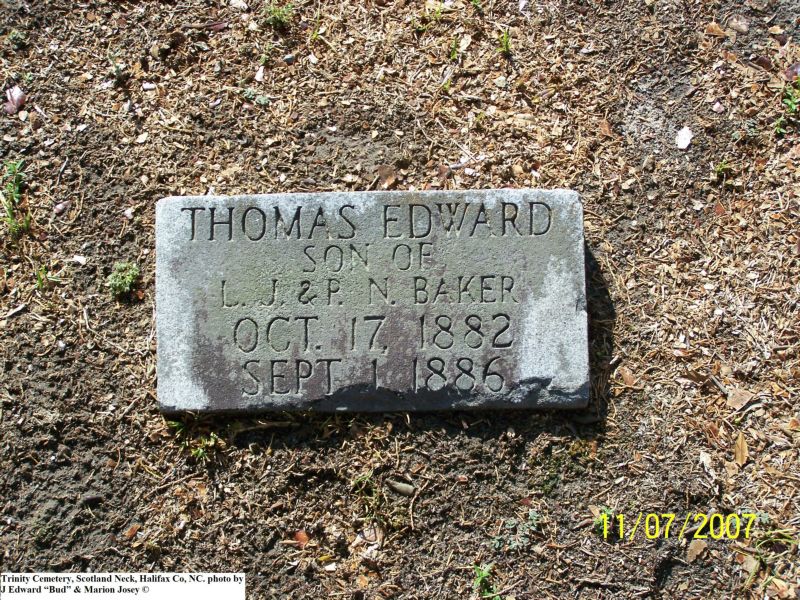 THOMAS EDWARD
SON OF
L. J. & P. N. BAKER
OCT. 17, 1882
SEPT. 1, 1886
11/07/2007
Trinity Cemetery, Scotland Neck, Halifax Co, NC. photo by
J Edward “Bud” & Marion Josey ©